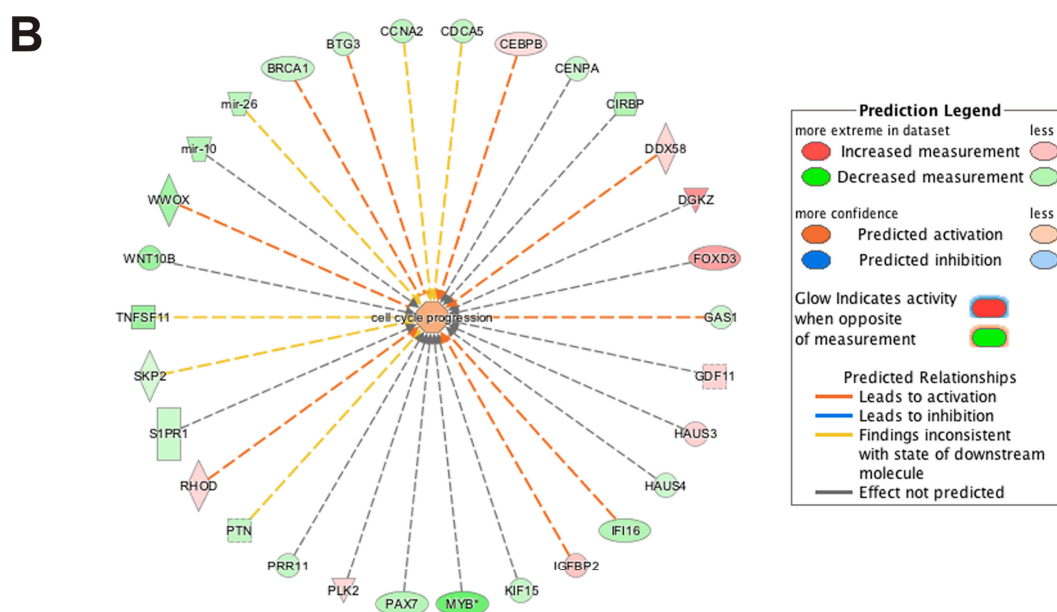 B
CCNA2
CDCA5
BTG3
CEBPB
BRCA1
CENPA
mir-26
CIRBP
mir-10
DDX58
WWOX
DGKZ
WNT10B
FOXD3
TNFSF11
cell cycle progression
GAS1
SKP2
GDF11
S1PR1
HAUS3
RHOD
HAUS4
PTN
IFI16
PRR11
IGFBP2
PLK2
KIF15
PAX7
MYB*
Prediction Legend
more extreme in dataset less
Increased measurement
Decreased measurement
more confidence less
Predicted activation
Predicted inhibition
Glow Indicates activity
when opposite
of measurement
Predicted Relationships
Leads to activation
Leads to inhibition
Findings inconsistent
with state of downstream
molecule
Effect not predicted